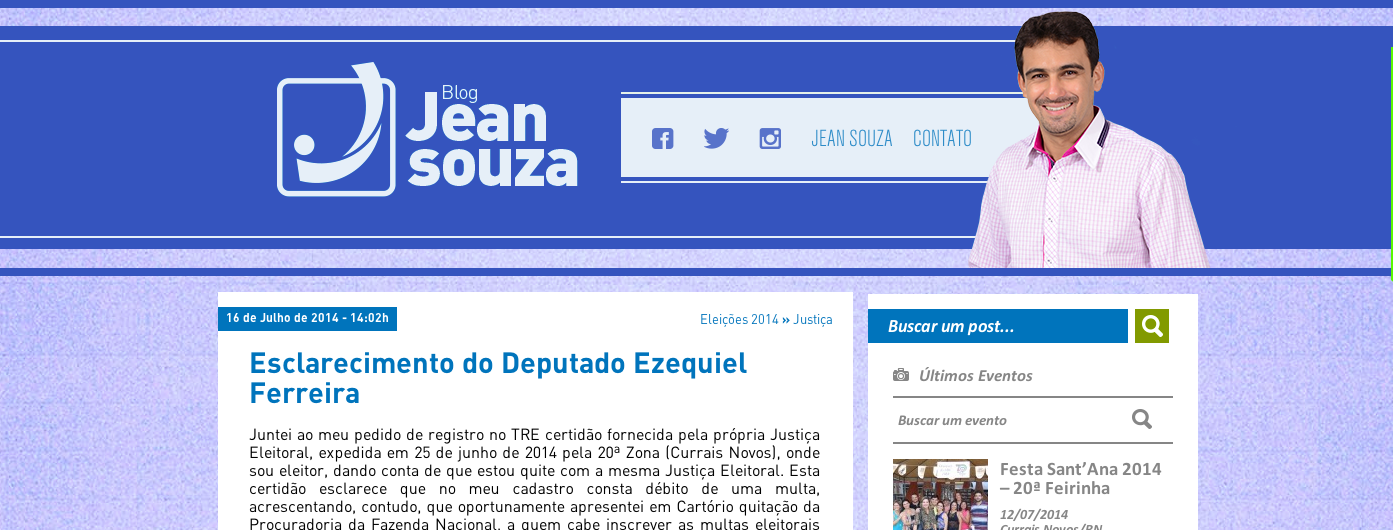 Blog
Jean
souza
JEAN SOUZA CONTATO
16 de Julho de 2014 - 14:02h
Eleições 2014 » Justiça
Esclarecimento do Deputado Ezequiel
Ferreira
Juntei ao meu pedido de registro no TRE certidão fornecida pela própria Justiça
Eleitoral, expedida em 25 de junho de 2014 pela 20ª Zona (Currais Novos), onde
sou eleitor, dando conta de que estou quite com a mesma Justiça Eleitoral. Esta
certidão esclarece que no meu cadastro consta débito de uma multa,
acrescentando, contudo, que oportunamente apresentei em Cartório quitação da
Procuradoria da Fazenda Nacional, a quem cabe inscrever as multas eleitorais
Buscar um post...
Últimos Eventos
Buscar um evento
Festa Sant’Ana 2014
– 20ª Feirinha
12/07/2014
Currais Novos/RN